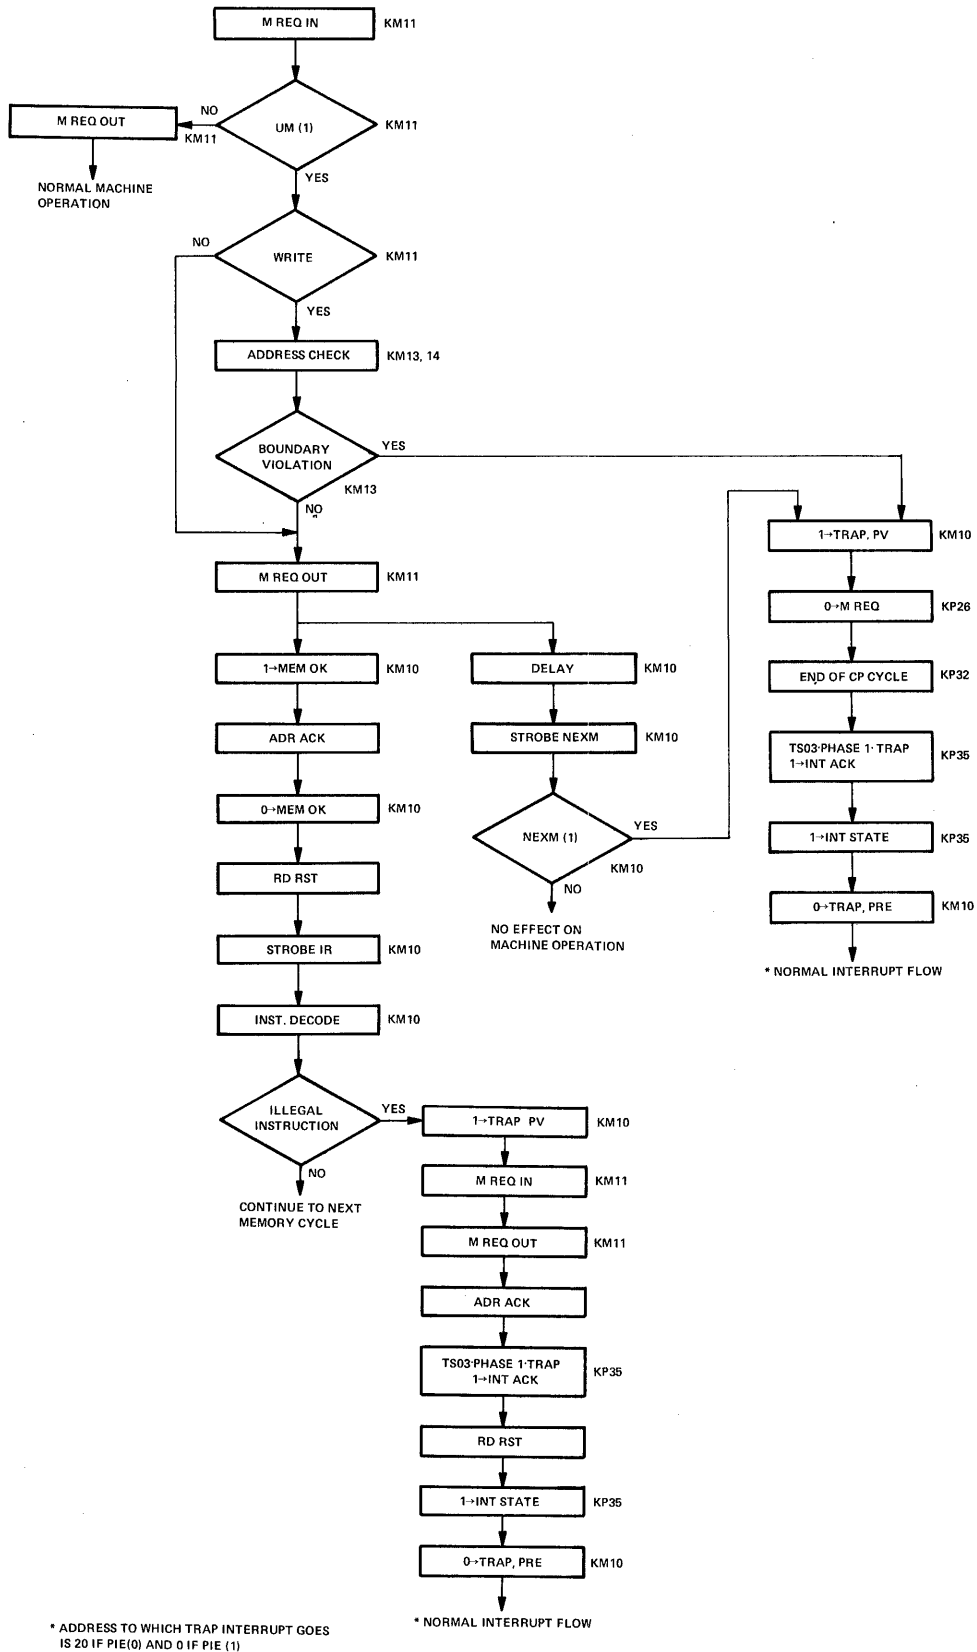 M REQ IN
KM11
UM (1)
KM11
NO
M REQ OUT
KM11
NORMAL MACHINE
OPERATION
YES
WRITE
KM11
NO
YES
ADDRESS CHECK
KM13, 14
BOUNDARY
VIOLATION
KM13
YES
NO
M REQ OUT
KM11
1→MEM OK
KM10
ADR ACK
0→MEM OK
KM10
RD RST
STROBE IR
KM10
INST. DECODE
KM10
ILLEGAL
INSTRUCTION
YES
NO
CONTINUE TO NEXT
MEMORY CYCLE
DELAY
KM10
STROBE NEXM
KM10
NEXM (1)
KM10
YES
NO
NO EFFECT ON
MACHINE OPERATION
1→TRAP, PV
KM10
0→M REQ
KP26
END OF CP CYCLE
KP32
TS03·PHASE 1·TRAP
1→INT ACK
KP35
1→INT STATE
KP35
0→TRAP, PRE
KM10
* NORMAL INTERRUPT FLOW
1→TRAP PV
KM10
M REQ IN
KM11
M REQ OUT
KM11
ADR ACK
TS03·PHASE 1·TRAP
1→INT ACK
KP35
RD RST
1→INT STATE
KP35
0→TRAP, PRE
KM10
* NORMAL INTERRUPT FLOW
* ADDRESS TO WHICH TRAP INTERRUPT GOES
IS 20 IF PIE(0) AND 0 IF PIE (1)